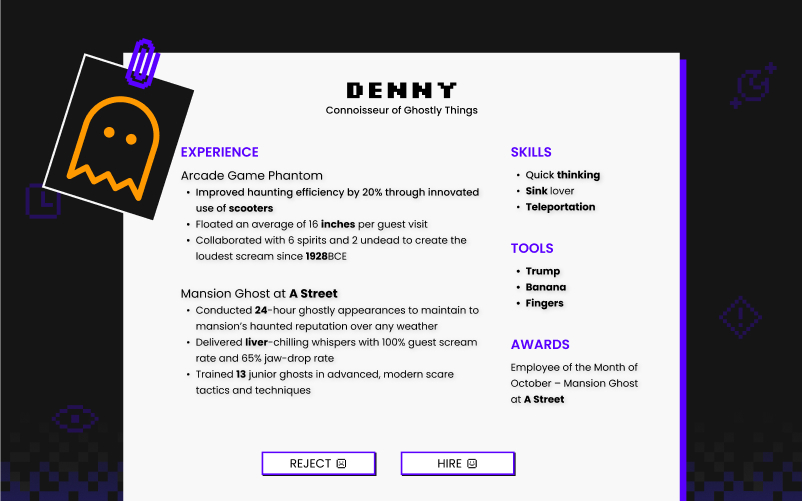 DENNY
Connoisseur of Ghostly Things
EXPERIENCE
Arcade Game Phantom
• Improved haunting efficiency by 20% through innovated
use of scooters
• Floated an average of 16 inches per guest visit
• Collaborated with 6 spirits and 2 undead to create the
loudest scream since 1928BCE
Mansion Ghost at A Street
• Conducted 24-hour ghostly appearances to maintain to
mansion’s haunted reputation over any weather
• Delivered liver-chilling whispers with 100% guest scream
rate and 65% jaw-drop rate
• Trained 13 junior ghosts in advanced, modern scare
tactics and techniques
SKILLS
• Quick thinking
• Sink lover
• Teleportation
TOOLS
• Trump
• Banana
• Fingers
AWARDS
Employee of the Month of
October – Mansion Ghost
at A Street
REJECT
HIRE